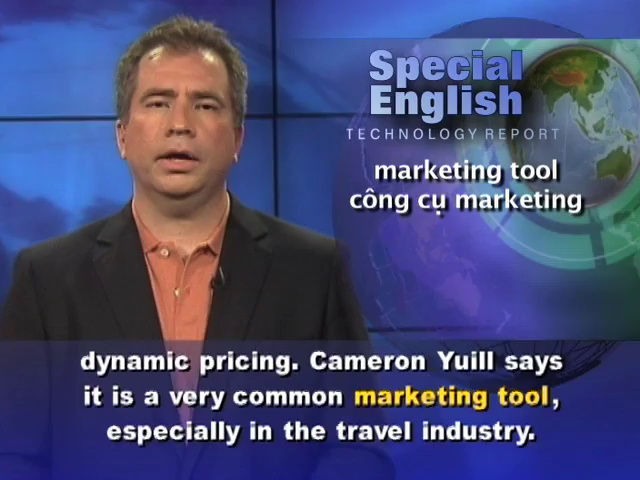 Special
English
TECHNOLOGY REPORT
marketing tool
công cụ marketing
dynamic pricing. Cameron Yuill says
it is a very common marketing tool,
especially in the travel industry.